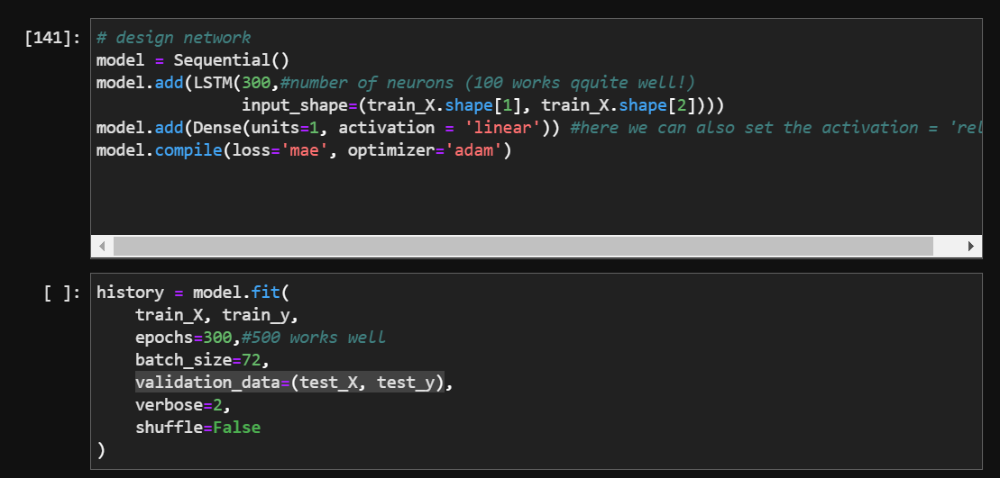 [141]: # design network
model = Sequential()
model.add(LSTM(300,#number of neurons (100 works qquite well!)
input_shape=(train_X.shape[1], train_X.shape[2])))
model.add(Dense(units=1, activation = 'linear')) #here we can also set the activation = 'rel
model.compile(loss='mae', optimizer='adam')
[ ]: history = model.fit(
train_X, train_y,
epochs=300,#500 works well
batch_size=72,
validation_data=(test_X, test_y),
verbose=2,
shuffle=False
)